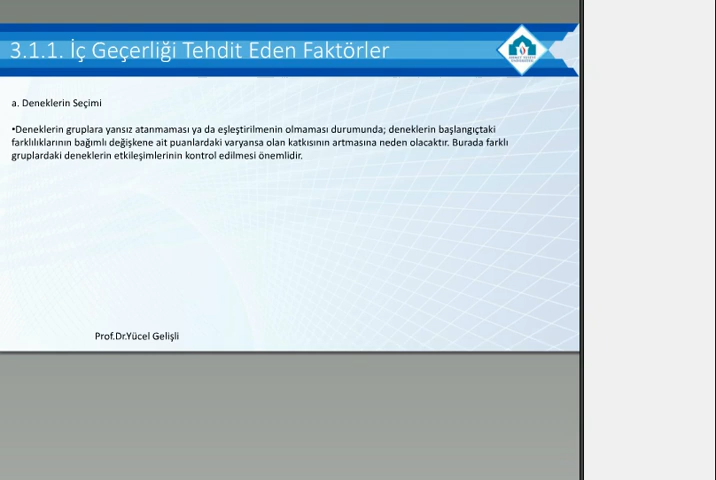 3.1.1. İç Geçerliği Tehdit Eden Faktörler
a. Deneklerin Seçimi
•Deneklerin gruplara yansız atanmaması ya da eşleştirilmenin olmaması durumunda; deneklerin başlangıçtaki
farklılıklarının bağımlı değişkene ait puanlardaki varyansa olan katkısının artmasına neden olacaktır. Burada farklı
gruplardaki deneklerin etkileşimlerinin kontrol edilmesi önemlidir.
Prof.Dr.Yücel Gelişli